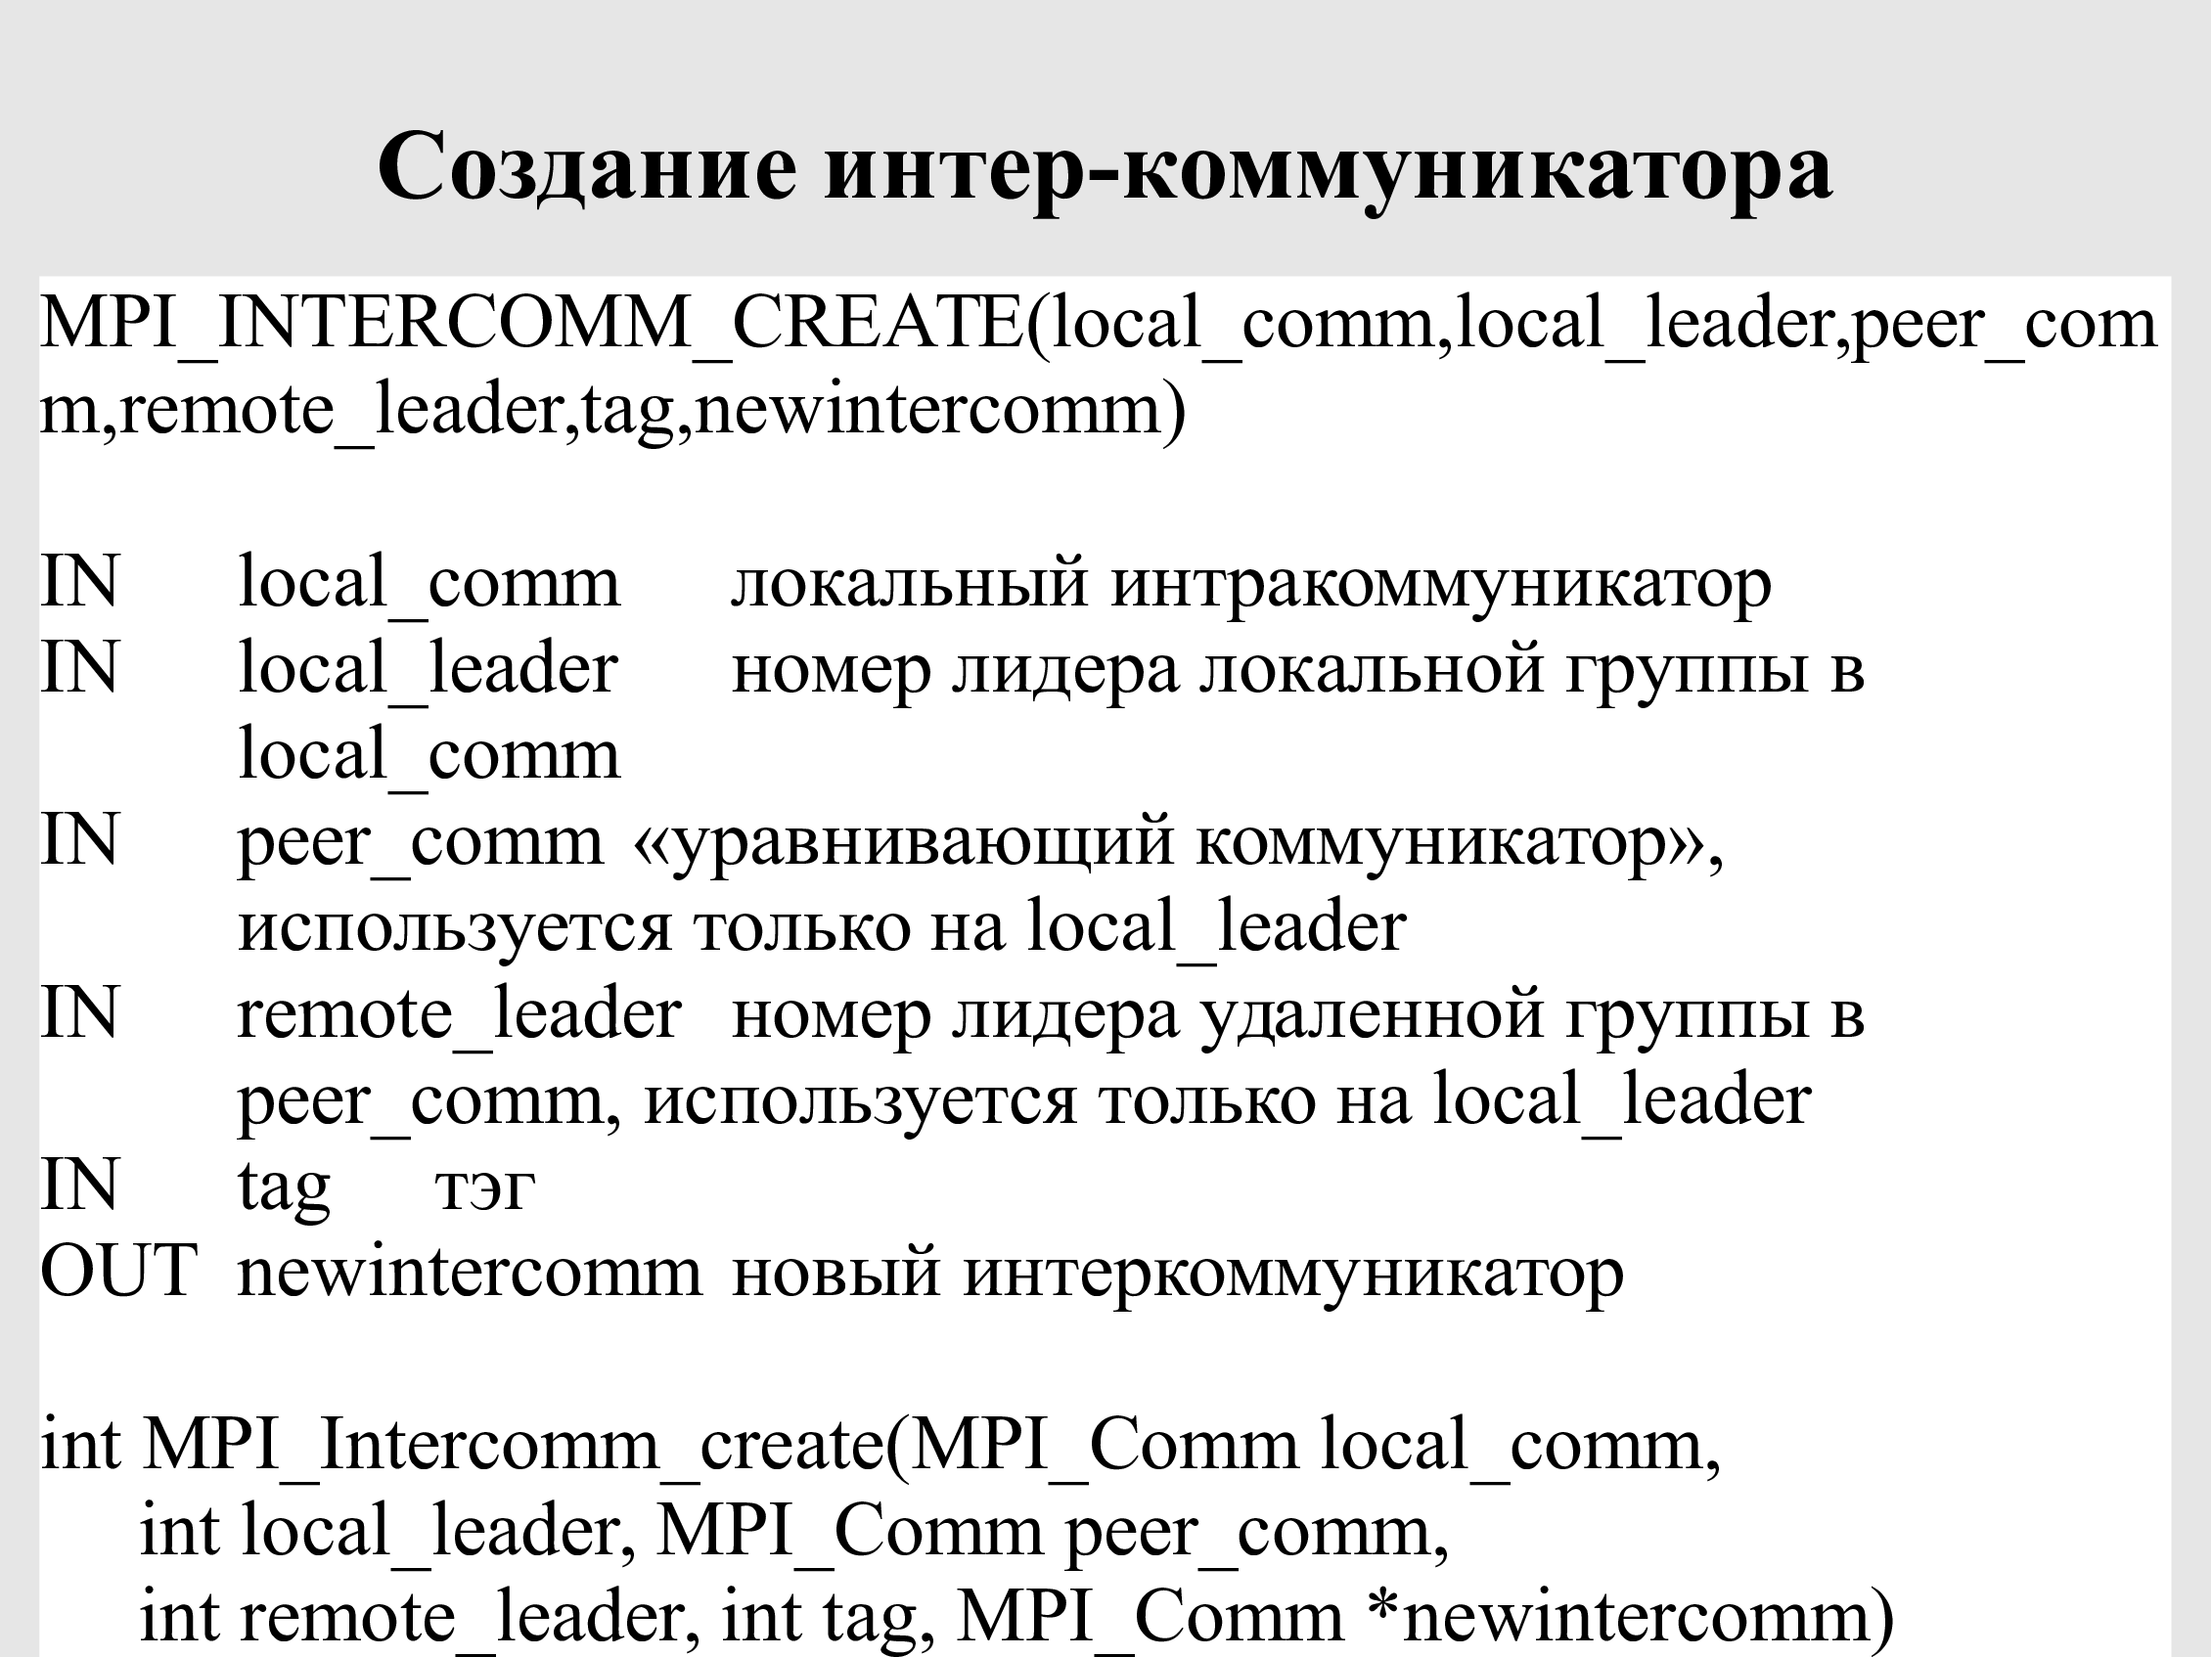 Создание интер-коммуникатора
MPI_INTERCOMM_CREATE(local_comm,local_leader,peer_com
m,remote_leader,tag,newintercomm)
IN local_comm локальный интракоммуникатор
IN local_leader номер лидера локальной группы в
local_comm
IN peer_comm «уравнивающий коммуникатор»,
используется только на local_leader
IN remote_leader номер лидера удаленной группы в
peer_comm, используется только на local_leader
IN tag тэг
OUT newintercomm новый интеркоммуникатор
int MPI_Intercomm_create(MPI_Comm local_comm,
int local_leader, MPI_Comm peer_comm,
int remote_leader, int tag, MPI_Comm *newintercomm)